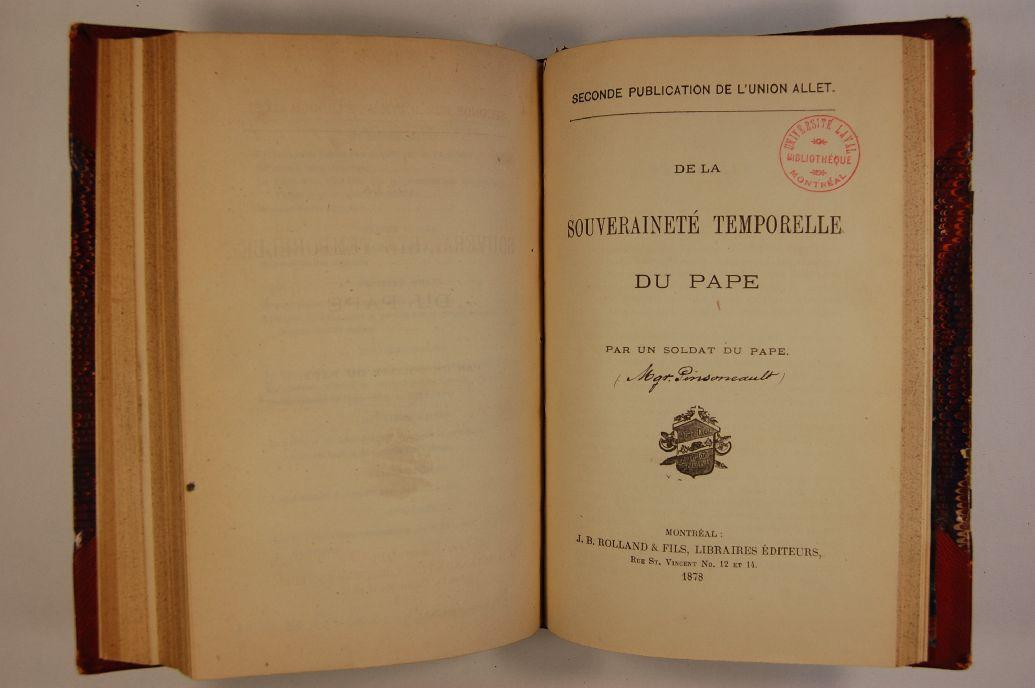 SECONDE PUBLICATION DE L'UNION ALLET.
UNIVERSITÉ LAVAL
BIBLIOTHÉQUE
MONTRÉAL
DE LA
SOUVERAINETÉ TEMPORELLE
DU PAPE
PAR UN SOLDAT DU PAPE.
(Mgr. Pinsoneault)
MONTRÉAL :
J. B. ROLLAND & FILS, LIBRAIRES ÉDITEURS,
RUE ST. VINCENT NO. 12 ET 14.
1878